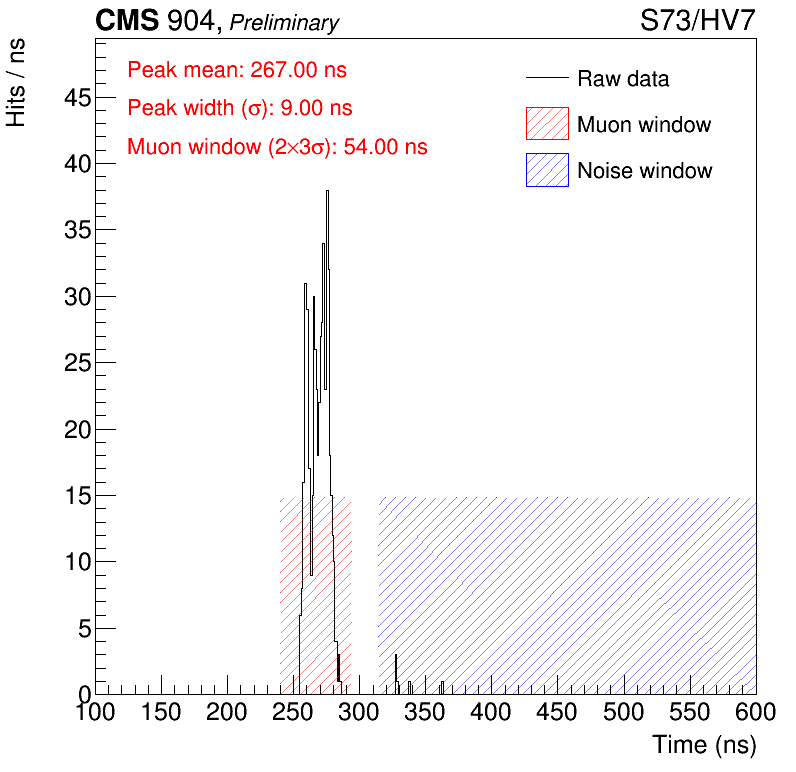 CMS 904, Preliminary
S73/HV7
Hits / ns
Peak mean: 267.00 ns
Peak width (σ): 9.00 ns
Muon window (2×3σ): 54.00 ns
Raw data
Muon window
Noise window
45
40
35
30
25
20
15
10
5
0
100 150 200 250 300 350 400 450 500 550 600
Time (ns)